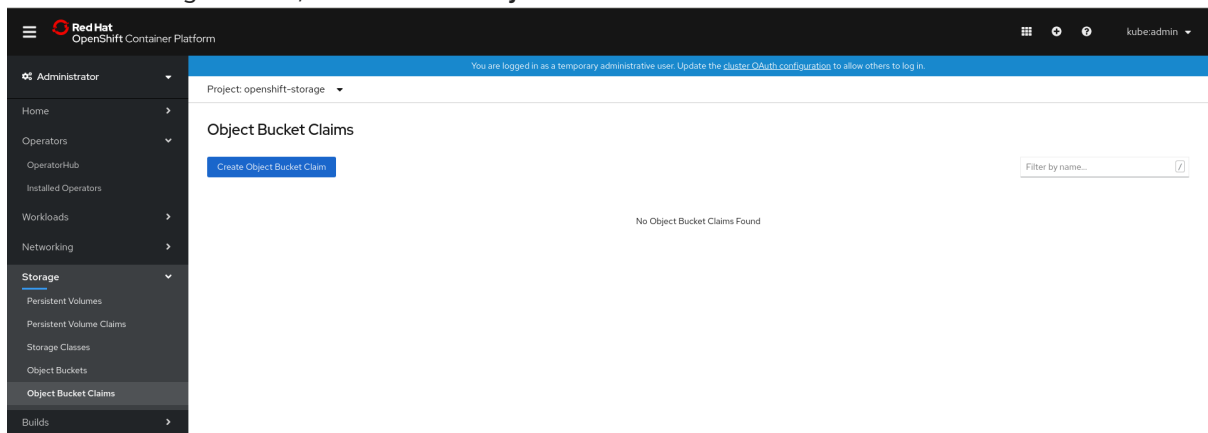 Red Hat
OpenShift Container Platform
kube:admin
Administrator
You are logged in as a temporary administrative user. Update the cluster OAuth configuration to allow others to log in.
Project: openshift-storage
Home
Operators
OperatorHub
Installed Operators
Workloads
Networking
Storage
Persistent Volumes
Persistent Volume Claims
Storage Classes
Object Buckets
Object Bucket Claims
Builds
Object Bucket Claims
Create Object Bucket Claim
Filter by name...
/
No Object Bucket Claims Found